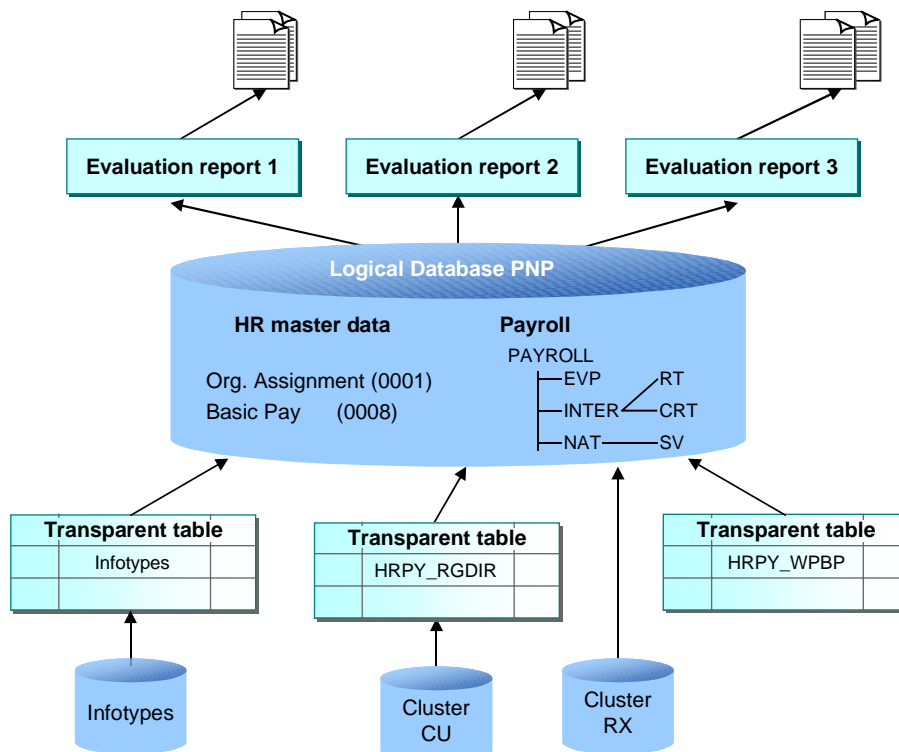 Evaluation report 1
Evaluation report 2
Evaluation report 3
Logical Database PNP
HR master data
Payroll
PAYROLL
Org. Assignment (0001)
Basic Pay (0008)
EVP
RT
INTER
CRT
NAT
SV
Transparent table
Infotypes
Transparent table
HRPY_RGDIR
Transparent table
HRPY_WPBP
Infotypes
Cluster
CU
Cluster
RX